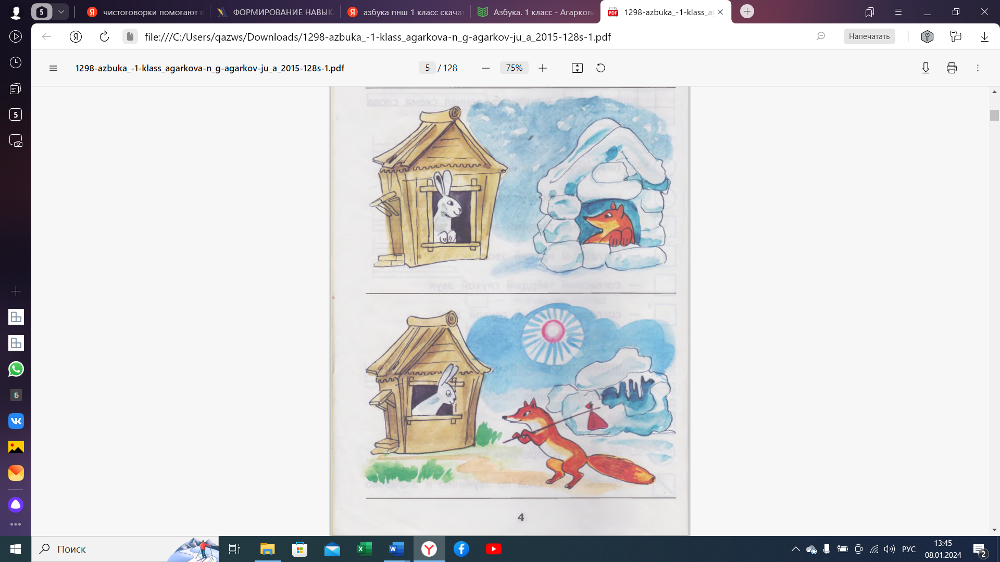 5
чистоговорки помогают п
ФОРМИРОВАНИЕ НАВЫК
азбука пнш 1 класс скачат
Азбука. 1 класс - Агаркова
1298-azbuka_-1-klass_ag
file:///C:/Users/qazws/Downloads/1298-azbuka_-1-klass_agarkova-n_g-agarkov-ju_a_2015-128s-1.pdf
Напечатать
1298-azbuka_-1-klass_agarkova-n_g-agarkov-ju_a_2015-128s-1.pdf
5 / 128
75%
5
Б
4
Поиск
РУС
13:45
08.01.2024
2